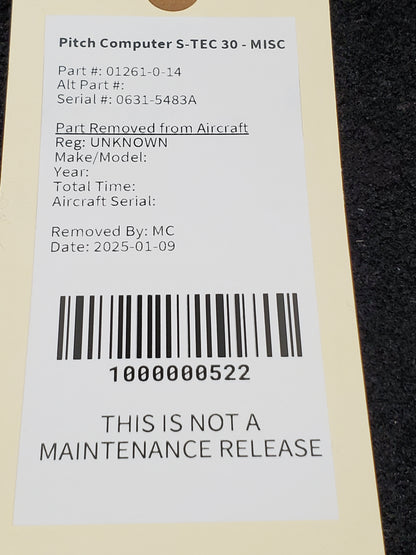 Pitch Computer S-TEC 30 - MISC
Part #: 01261-0-14
Alt Part #:
Serial #: 0631-5483A
Part Removed from Aircraft
Reg: UNKNOWN
Make/Model:
Year:
Total Time:
Aircraft Serial:
Removed By: MC
Date: 2025-01-09
1000000522
THIS IS NOT A
MAINTENANCE RELEASE